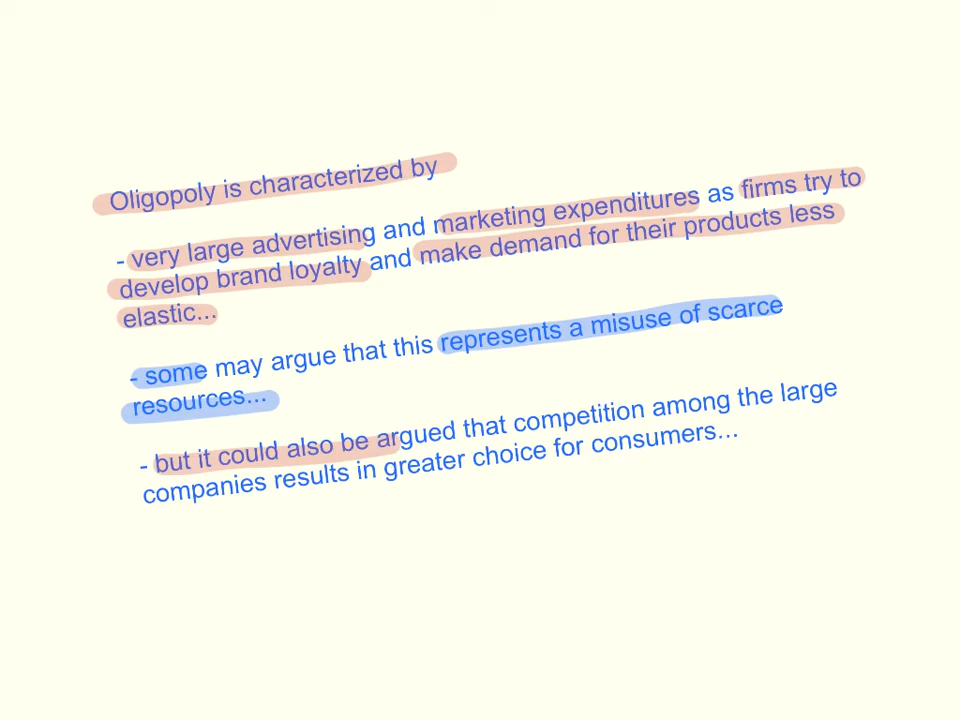 Oligopoly is characterized by
- very large advertising and marketing expenditures as firms try to
develop brand loyalty and make demand for their products less
elastic...
- some may argue that this represents a misuse of scarce
resources...
- but it could also be argued that competition among the large
companies results in greater choice for consumers...